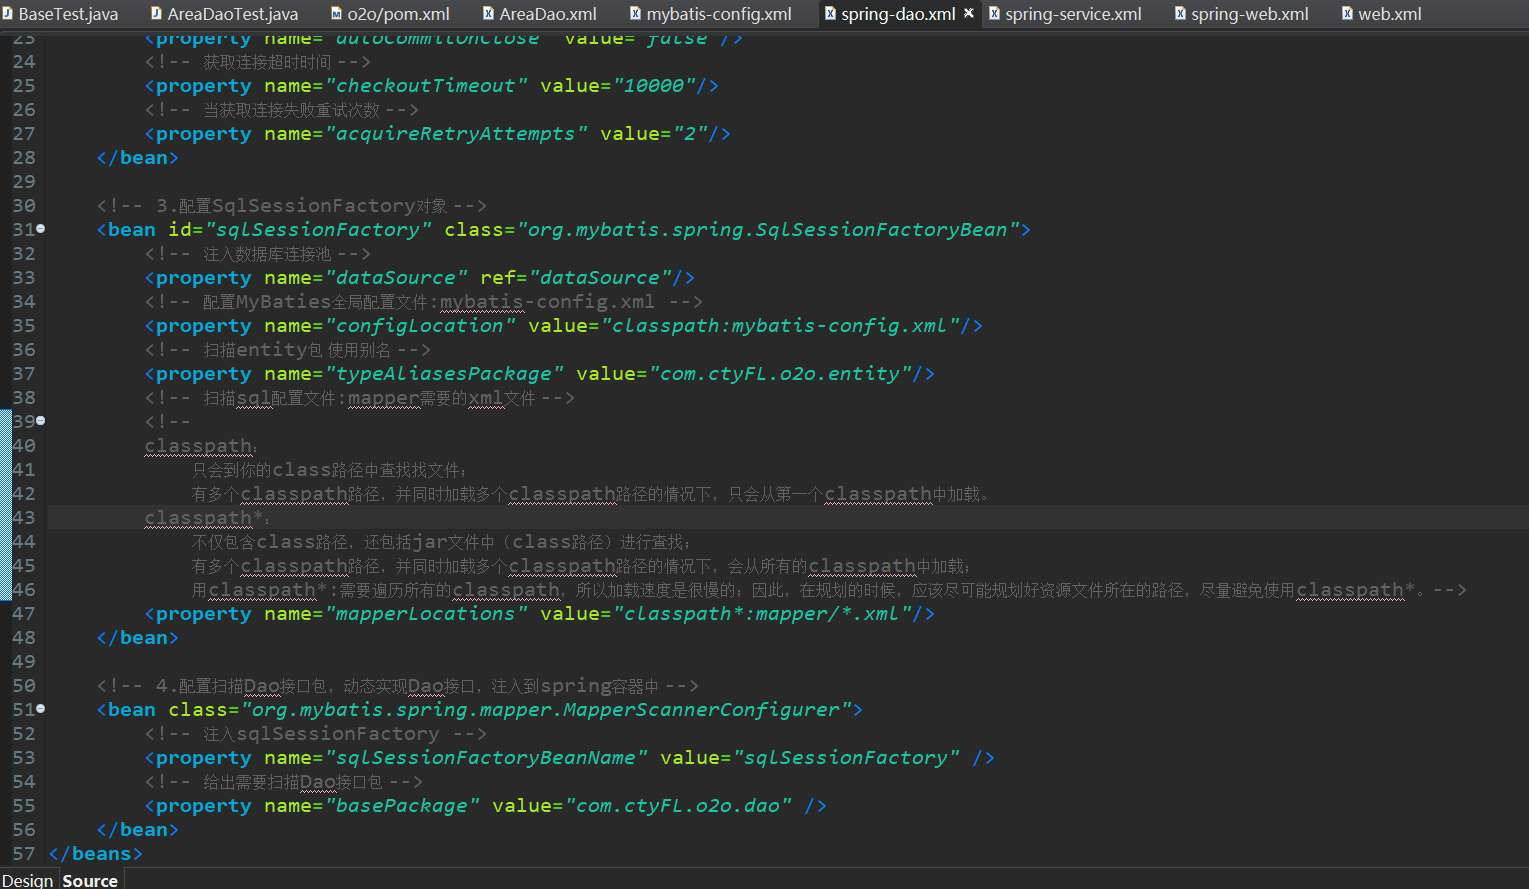 BaseTest.java AreaDaoTest.java o2o/pom.xml AreaDao.xml mybatis-config.xml spring-dao.xml spring-service.xml spring-web.xml web.xml
23 <property name="autoCommitOnClose" value="false"/>
24 <!-- 获取连接超时时间 -->
25 <property name="checkoutTimeout" value="10000"/>
26 <!-- 当获取连接失败重试次数 -->
27 <property name="acquireRetryAttempts" value="2"/>
28 </bean>
29
30 <!-- 3.配置SqlSessionFactory对象 -->
31 <bean id="sqlSessionFactory" class="org.mybatis.spring.SqlSessionFactoryBean">
32 <!-- 注入数据库连接池 -->
33 <property name="dataSource" ref="dataSource"/>
34 <!-- 配置MyBaties全局配置文件:mybatis-config.xml -->
35 <property name="configLocation" value="classpath:mybatis-config.xml"/>
36 <!-- 扫描entity包 使用别名 -->
37 <property name="typeAliasesPackage" value="com.ctyFL.o2o.entity"/>
38 <!-- 扫描sql配置文件:mapper需要的xml文件 -->
39 <!--
40 classpath：
41 只会到你的class路径中查找找文件；
42 有多个classpath路径，并同时加载多个classpath路径的情况下，只会从第一个classpath中加载。
43 classpath*：
44 不仅包含class路径，还包括jar文件中（class路径）进行查找；
45 有多个classpath路径，并同时加载多个classpath路径的情况下，会从所有的classpath中加载；
46 用classpath*:需要遍历所有的classpath，所以加载速度是很慢的；因此，在规划的时候，应该尽可能规划好资源文件所在的路径，尽量避免使用classpath*。-->
47 <property name="mapperLocations" value="classpath*:mapper/*.xml"/>
48 </bean>
49
50 <!-- 4.配置扫描Dao接口包，动态实现Dao接口，注入到spring容器中 -->
51 <bean class="org.mybatis.spring.mapper.MapperScannerConfigurer">
52 <!-- 注入sqlSessionFactory -->
53 <property name="sqlSessionFactoryBeanName" value="sqlSessionFactory" />
54 <!-- 给出需要扫描Dao接口包 -->
55 <property name="basePackage" value="com.ctyFL.o2o.dao" />
56 </bean>
57 </beans>
Design Source